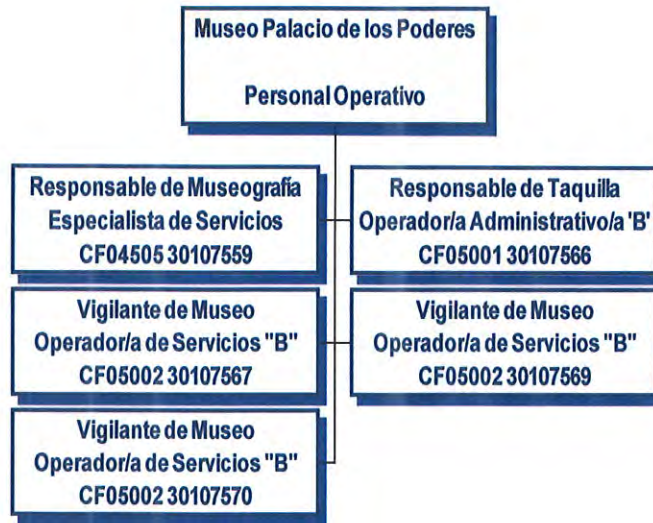 Museo Palacio de los Poderes
Personal Operativo
Responsable de Museografía
Especialista de Servicios
CF04505 30107559
Responsable de Taquilla
Operador/a Administrativo/a 'B'
CF05001 30107566
Vigilante de Museo
Operador/a de Servicios "B"
CF05002 30107567
Vigilante de Museo
Operador/a de Servicios "B"
CF05002 30107569
Vigilante de Museo
Operador/a de Servicios "B"
CF05002 30107570